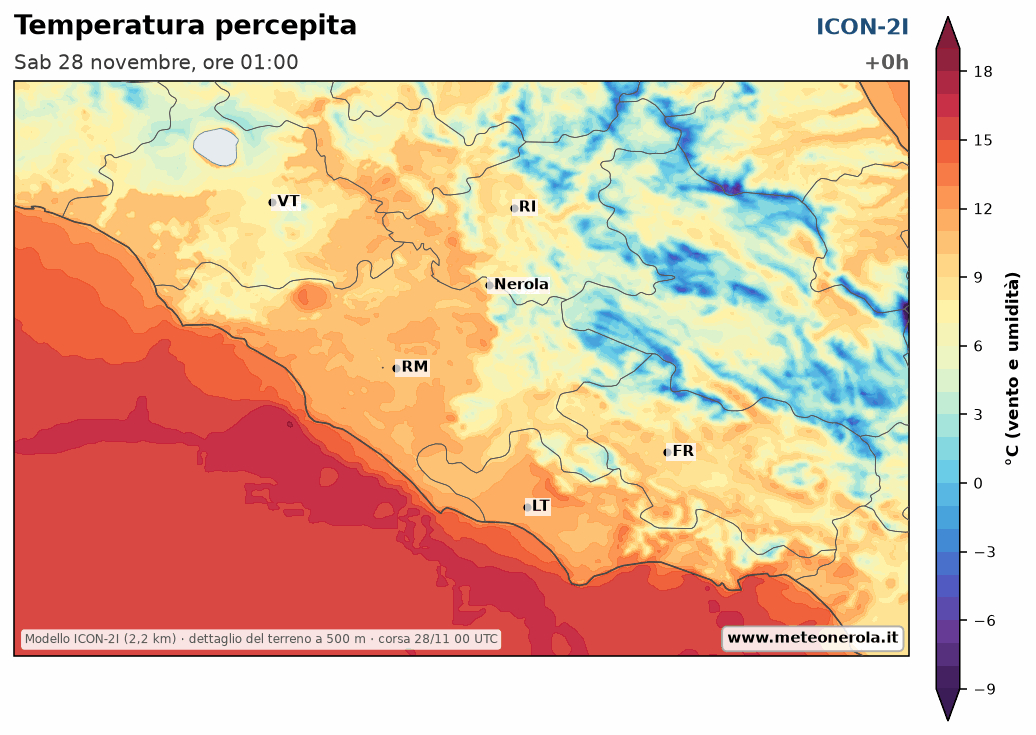 Temperatura percepita
ICON-2I
Sab 28 novembre, ore 01:00
+0h
VT
RI
Nerola
RM
FR
LT
18
15
12
9
6
3
0
−3
−6
−9
°C (vento e umidità)
Modello ICON-2I (2,2 km) · dettaglio del terreno a 500 m · corsa 28/11 00 UTC
www.meteonerola.it